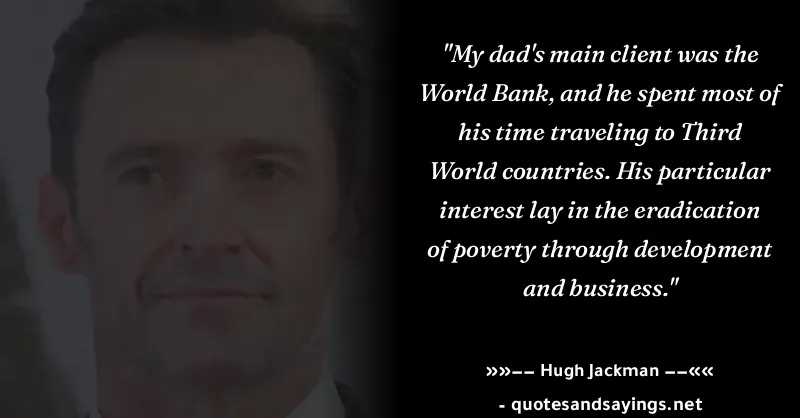 "My dad's main client was the
World Bank, and he spent most of
his time traveling to Third
World countries. His particular
interest lay in the eradication
of poverty through development
and business."
»»–– Hugh Jackman ––««
- quotesandsayings.net